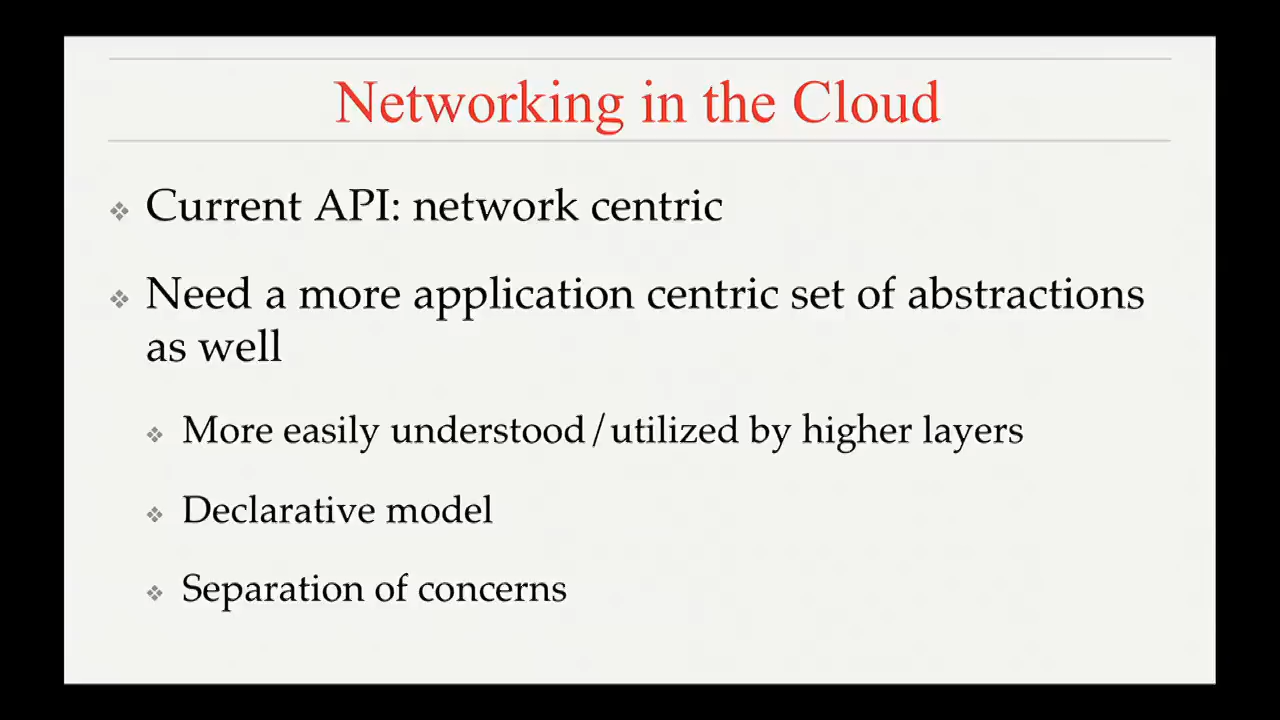 Networking in the Cloud
Current API: network centric
Need a more application centric set of abstractions
as well
More easily understood/utilized by higher layers
Declarative model
Separation of concerns